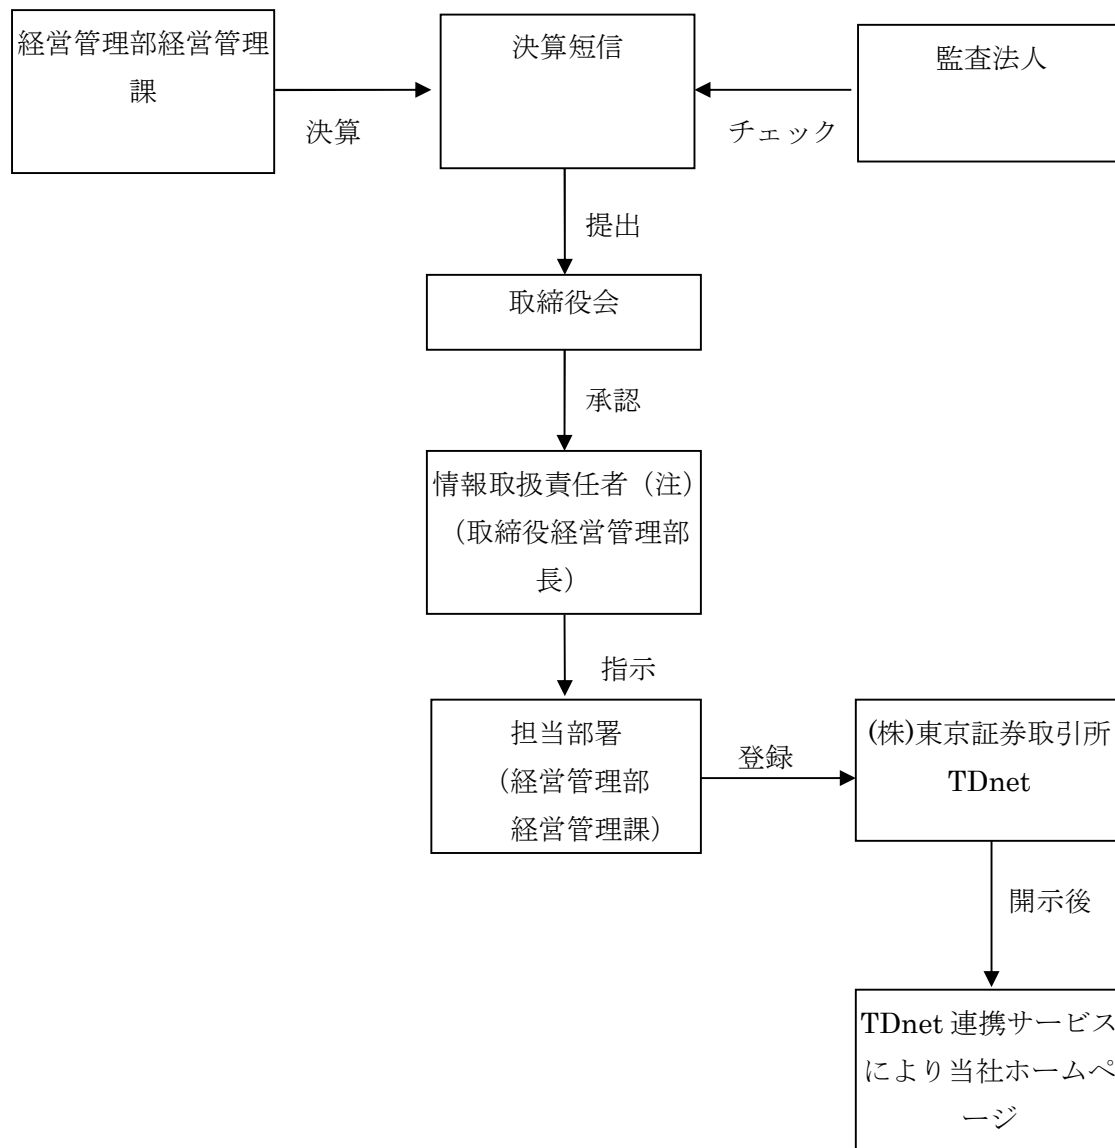 経営管理部経営管理
課
決算
決算短信
監査法人
チェック
提出
取締役会
承認
情報取扱責任者（注）
（取締役経営管理部
長）
指示
担当部署
（経営管理部
経営管理課）
登録
(株)東京証券取引所
TDnet
開示後
TDnet 連携サービス
により当社ホームペ
ージ